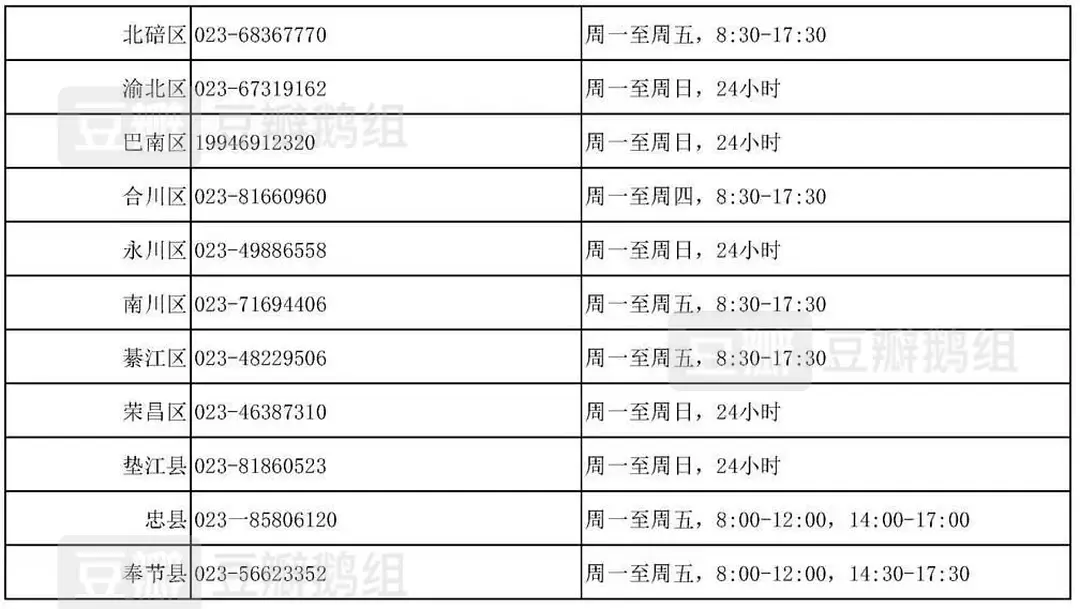 北碚区 023-68367770 周一至周五，8:30-17:30
渝北区 023-67319162 周一至周日，24小时
豆瓣 豆瓣鹅组
巴南区 19946912320 周一至周日，24小时
合川区 023-81660960 周一至周四，8:30-17:30
永川区 023-49886558 周一至周日，24小时
南川区 023-71694406 周一至周五，8:30-17:30
豆瓣 豆瓣鹅组
綦江区 023-48229506 周一至周五，8:30-17:30
荣昌区 023-46387310 周一至周日，24小时
垫江县 023-81860523 周一至周日，24小时
忠县 023一85806120 周一至周五，8:00-12:00，14:00-17:00
豆瓣 豆瓣鹅组
奉节县 023-56623352 周一至周五，8:00-12:00，14:30-17:30